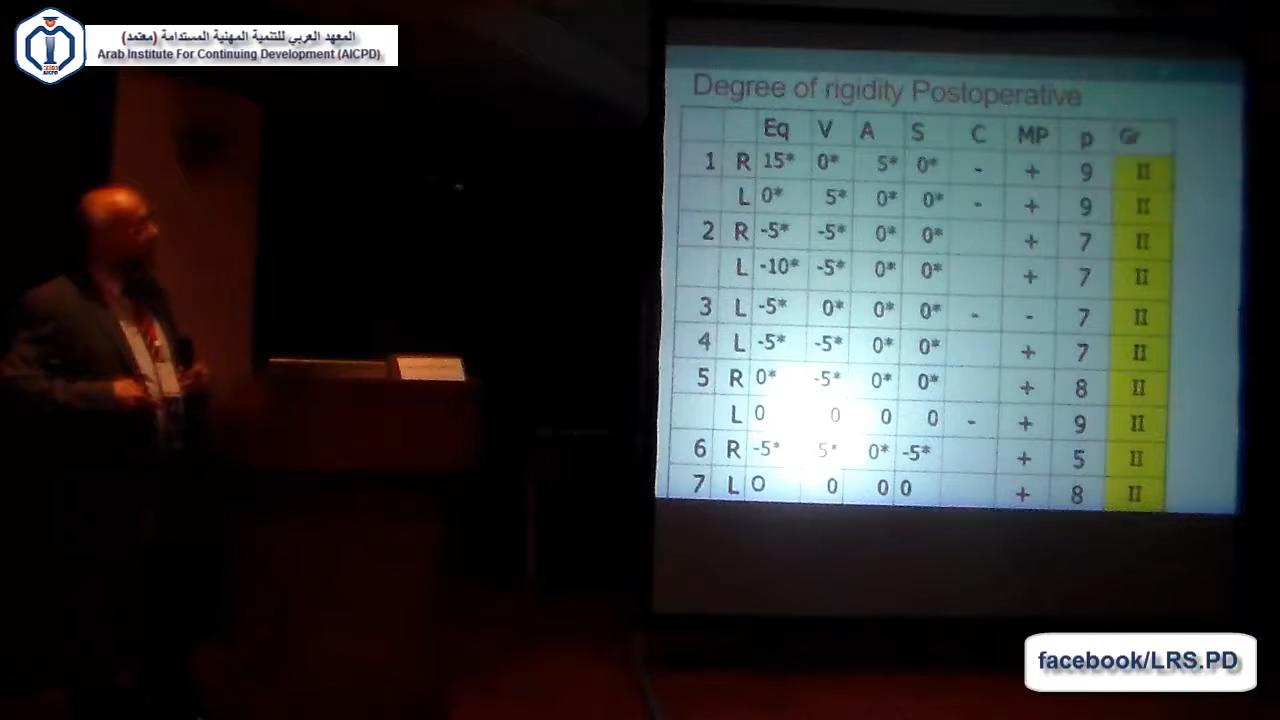 المعهد العربي للتنمية المهنية المستدامة (معتمد)
Arab Institute For Continuing Development (AICPD)
AICPD
Degree of rigidity Postoperative
Eq V A S C MP p Gr
1 R 15* 0* 5* 0* - + 9 II
L 0* 5* 0* 0* - + 9 II
2 R -5* -5* 0* 0* + 7 II
L -10* -5* 0* 0* + 7 II
3 L -5* 0* 0* 0* - - 7 II
4 L -5* -5* 0* 0* + 7 II
5 R 0* -5* 0* 0* + 8 II
L 0 0 0 0 - + 9 II
6 R -5* 5* 0* -5* + 5 II
7 L O 0 0 0 + 8 II
facebook/LRS.PD